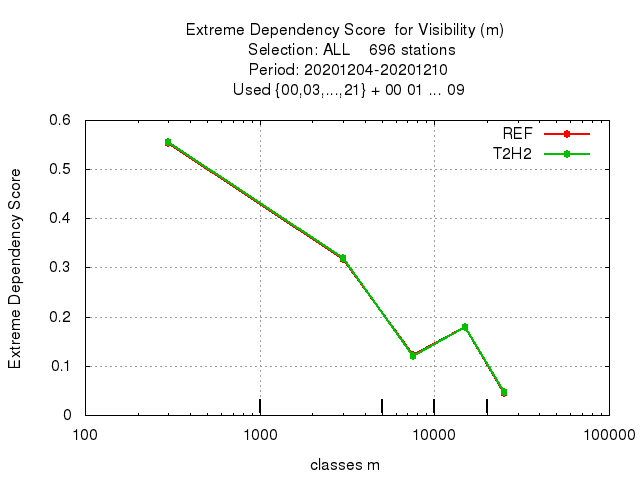 Extreme Dependency Score  for Visibility (m)
Selection: ALL    696 stations
Period: 20201204-20201210
Used {00,03,...,21} + 00 01 ... 09
REF
T2H2
Extreme Dependency Score
0.6
0.5
0.4
0.3
0.2
0.1
0
100
1000
10000
100000
classes m